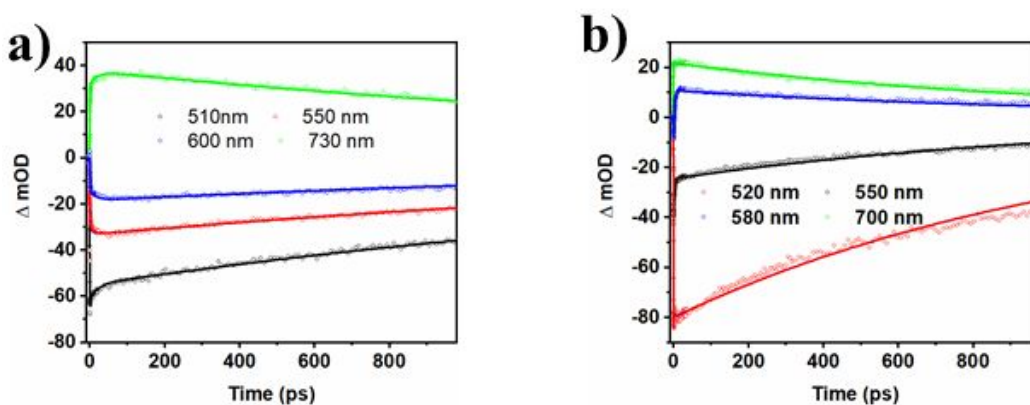 a)
Δ mOD
40
20
0
-20
-40
-60
-80
510nm 550 nm
600 nm 730 nm
0 200 400 600 800
Time (ps)
b)
Δ mOD
20
0
-20
-40
-60
-80
520 nm 550 nm
580 nm 700 nm
0 200 400 600 800
Time (ps)